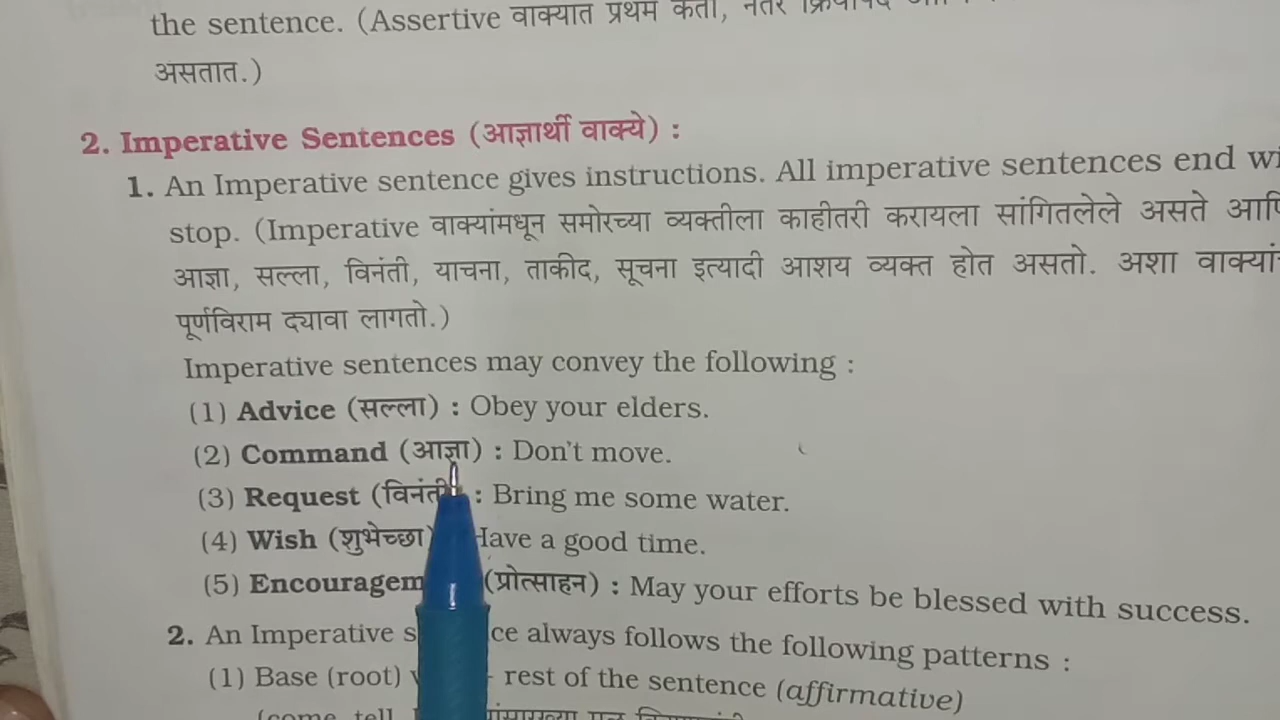 the sentence. (Assertive वाक्यात प्रथम कर्ता, नंतर क्रियापद
असतात.)
2. Imperative Sentences (आज्ञार्थी वाक्ये) :
1. An Imperative sentence gives instructions. All imperative sentences end
stop. (Imperative वाक्यांमधून समोरच्या व्यक्तीला काहीतरी करायला सांगितलेले असते
आज्ञा, सल्ला, विनंती, याचना, ताकीद, सूचना इत्यादी आशय व्यक्त होत असतो. अशा
पूर्णविराम द्यावा लागतो.)
Imperative sentences may convey the following :
(1) Advice (सल्ला) : Obey your elders.
(2) Command (आज्ञा) : Don't move.
(3) Request (विनंती : Bring me some water.
(4) Wish (शुभेच्छा) Have a good time.
(5) Encouragem (प्रोत्साहन) : May your efforts be blessed with success.
2. An Imperative s ce always follows the following patterns :
(1) Base (root) rest of the sentence (affirmative)
(come, tell